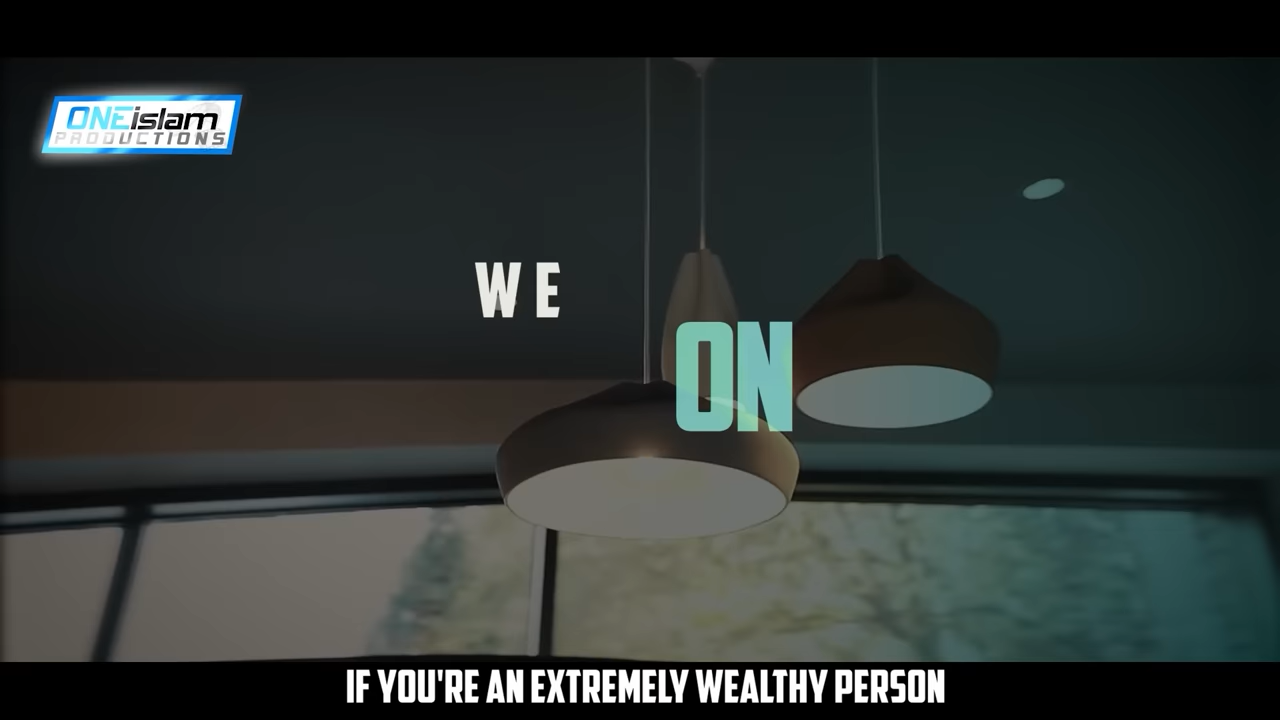 ONEislam
PRODUCTIONS
WE
ON
IF YOU'RE AN EXTREMELY WEALTHY PERSON